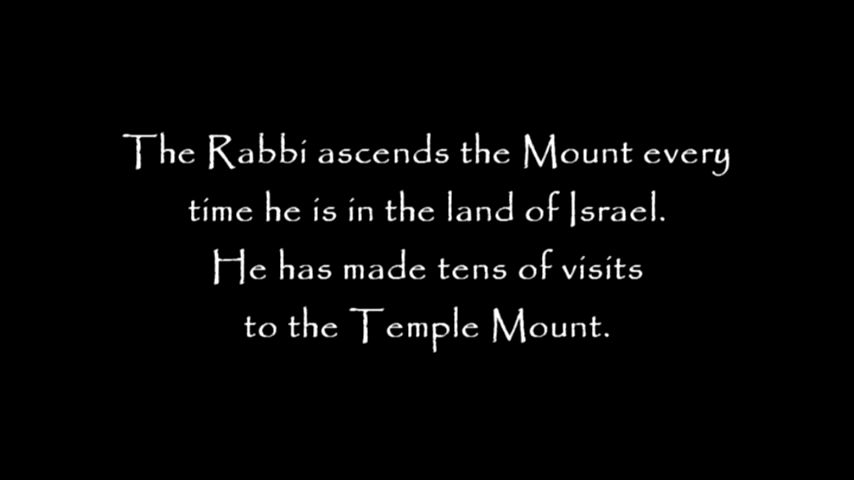 The Rabbi ascends the Mount every
time he is in the land of Israel.
He has made tens of visits
to the Temple Mount.